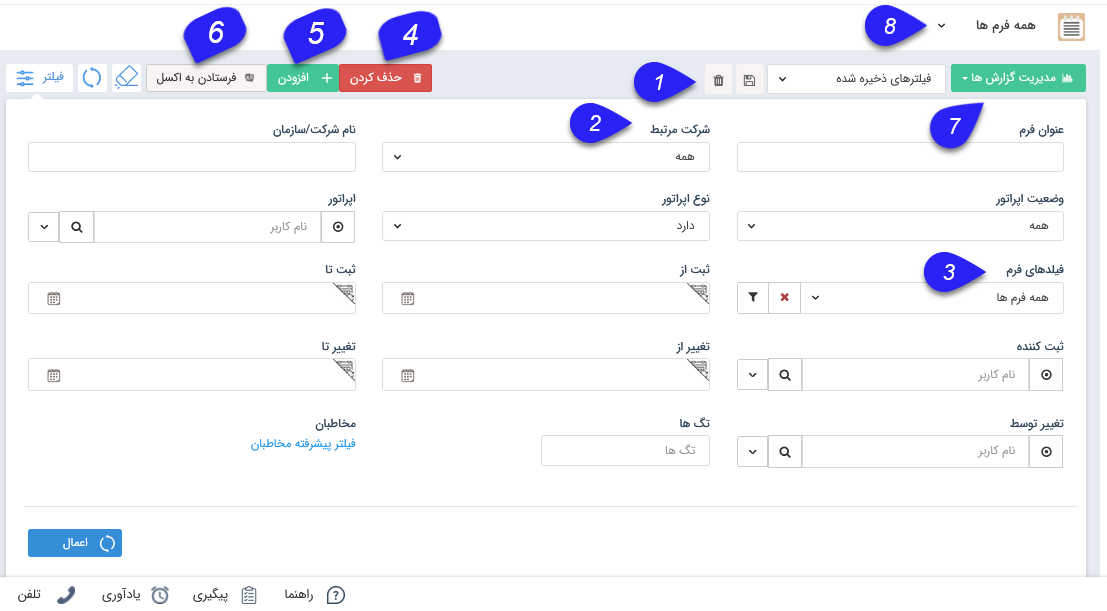 همه فرم ها
8
مدیریت گزارش ها
فیلترهای ذخیره شده
1
حذف کردن
4
افزودن
5
فرستادن به اکسل
6
فیلتر
7
عنوان فرم
شرکت مرتبط
2
نام شرکت/سازمان
همه
وضعیت اپراتور
نوع اپراتور
اپراتور
همه
دارد
نام کاربر
فیلدهای فرم
3
ثبت از
ثبت تا
همه فرم ها
ثبت کننده
تغییر از
تغییر تا
نام کاربر
تغییر توسط
تگ ها
مخاطبان
نام کاربر
تگ ها
فیلتر پیشرفته مخاطبان
اعمال
راهنما
پیگیری
یادآوری
تلفن